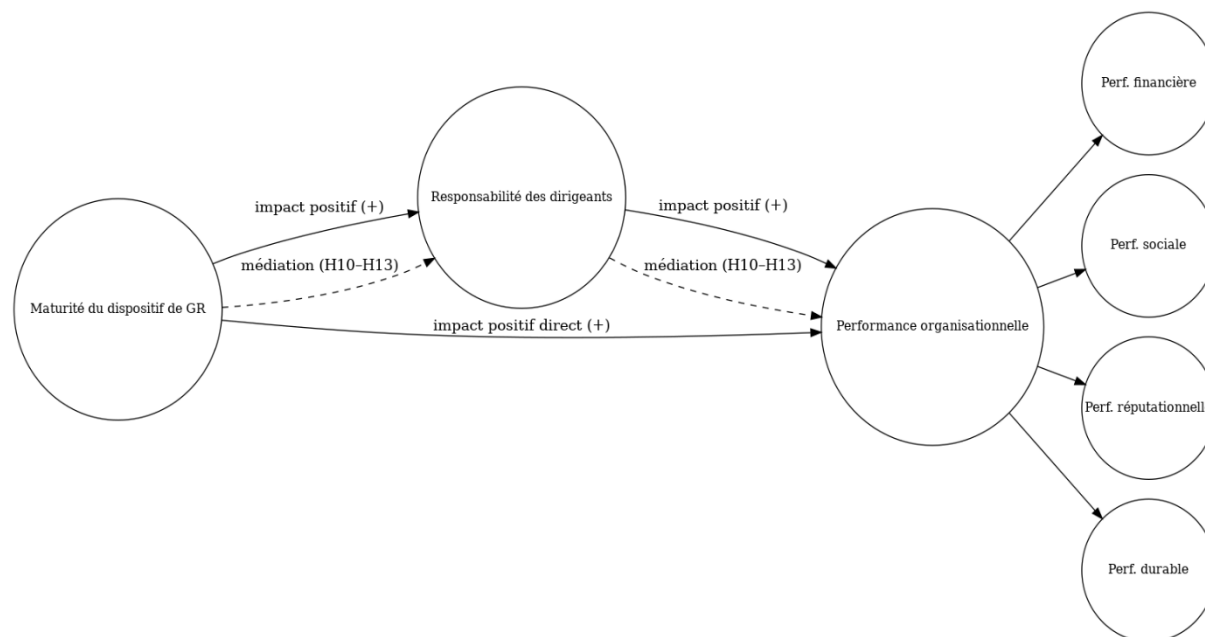 Perf. financière
Responsabilité des dirigeants
impact positif (+)
impact positif (+)
Perf. sociale
médiation (H10–H13)
médiation (H10–H13)
Maturité du dispositif de GR
impact positif direct (+)
Performance organisationnelle
Perf. réputationnelle
Perf. durable